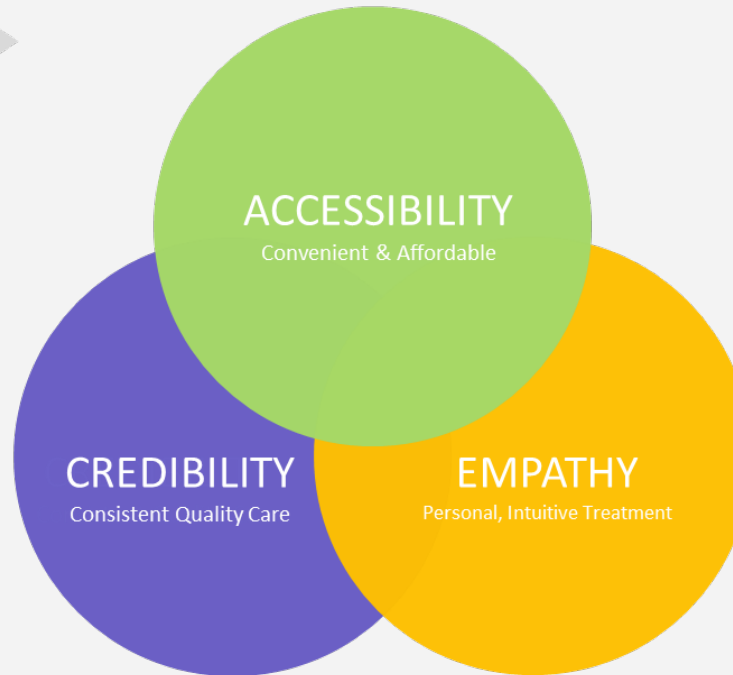 ACCESSIBILITY
Convenient & Affordable
CREDIBILITY
Consistent Quality Care
EMPATHY
Personal, Intuitive Treatment